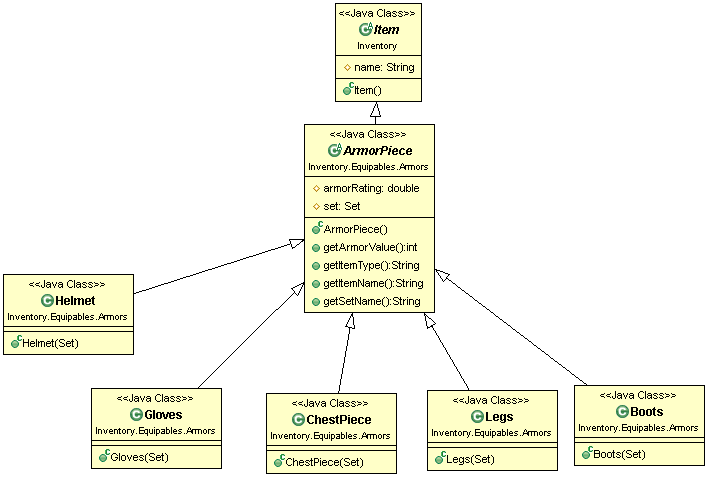 <<Java Class>>
Item
Inventory
name: String
Item()
<<Java Class>>
ArmorPiece
Inventory.Equipables.Armors
armorRating: double
set: Set
ArmorPiece()
getArmorValue():int
getItemType():String
getItemName():String
getSetName():String
<<Java Class>>
Helmet
Inventory.Equipables.Armors
Helmet(Set)
<<Java Class>>
Gloves
Inventory.Equipables.Armors
Gloves(Set)
<<Java Class>>
ChestPiece
Inventory.Equipables.Armors
ChestPiece(Set)
<<Java Class>>
Legs
Inventory.Equipables.Armors
Legs(Set)
<<Java Class>>
Boots
Inventory.Equipables.Armors
Boots(Set)